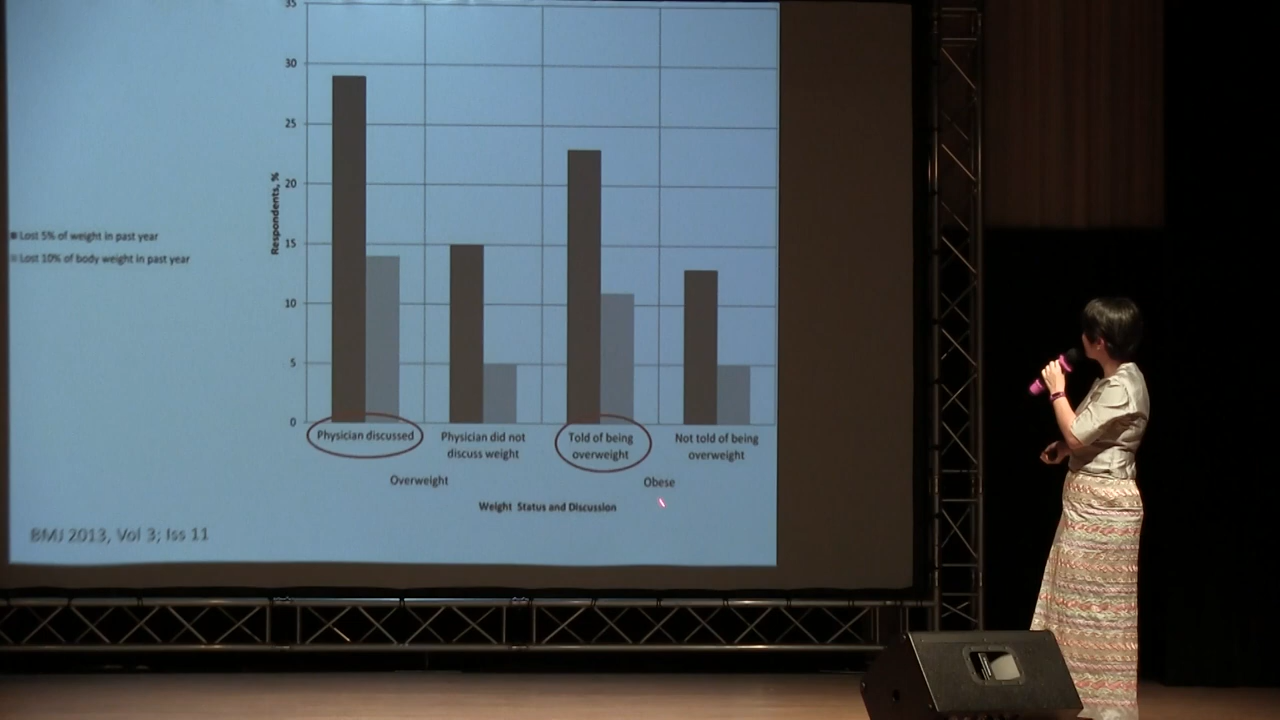 35
30
25
20
15
10
5
0
Respondents, %
Lost 5% of weight in past year
Lost 10% of body weight in past year
Physician discussed
Physician did not
discuss weight
Told of being
overweight
Not told of being
overweight
Overweight
Obese
Weight Status and Discussion
BMJ 2013, Vol 3; Iss 11